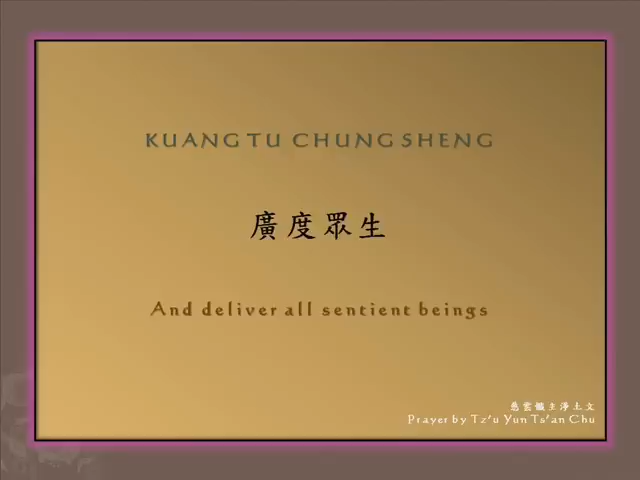 KUANG TU CHUNG SHENG
廣度眾生
And deliver all sentient beings
慈雲懺主淨土文
Prayer by Tz'u Yun Ts'an Chu